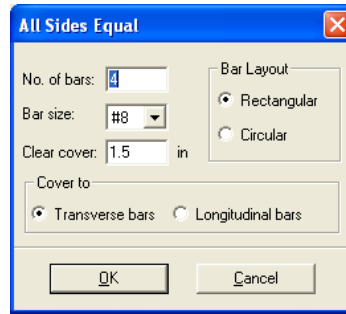 All Sides Equal
No. of bars: 4
Bar size: #8
Clear cover: 1.5 in
Bar Layout
Rectangular
Circular
Cover to
Transverse bars Longitudinal bars
OK Cancel